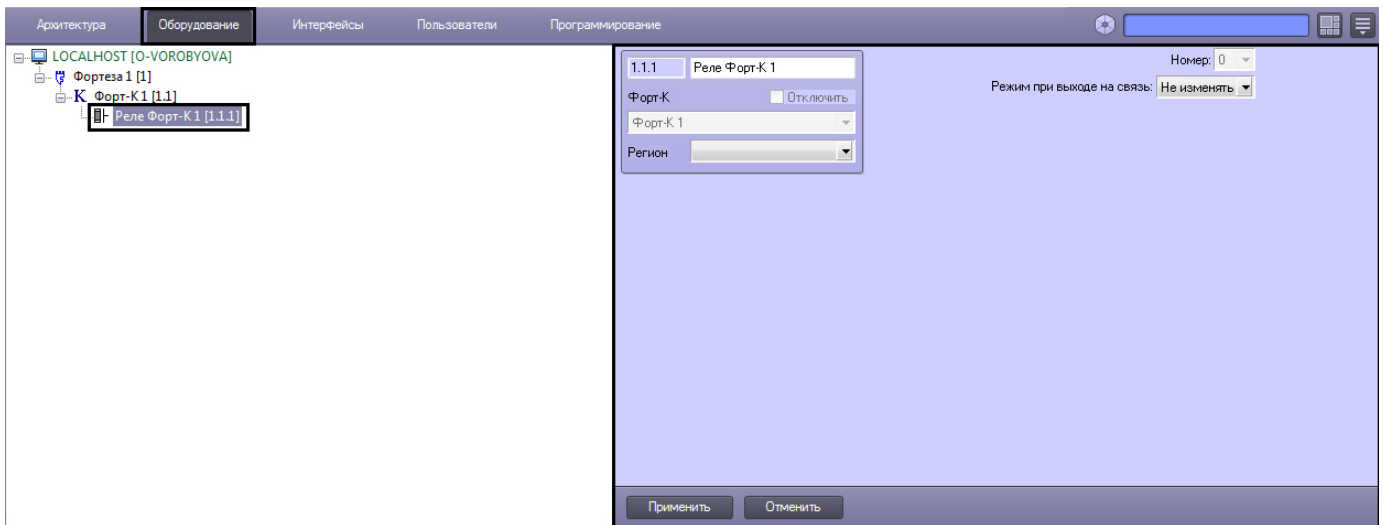 Архитектура Оборудование Интерфейсы Пользователи Программирование
LOCALHOST [O-VOROBYOVA]
Фортеза 1 [1]
К Форт-К 1 [1.1]
Реле Форт-К 1 [1.1.1]
1.1.1 Реле Форт-К 1
Форт-К Отключить
Форт-К 1
Регион
Номер: 0
Режим при выходе на связь: Не изменять
Применить Отменить